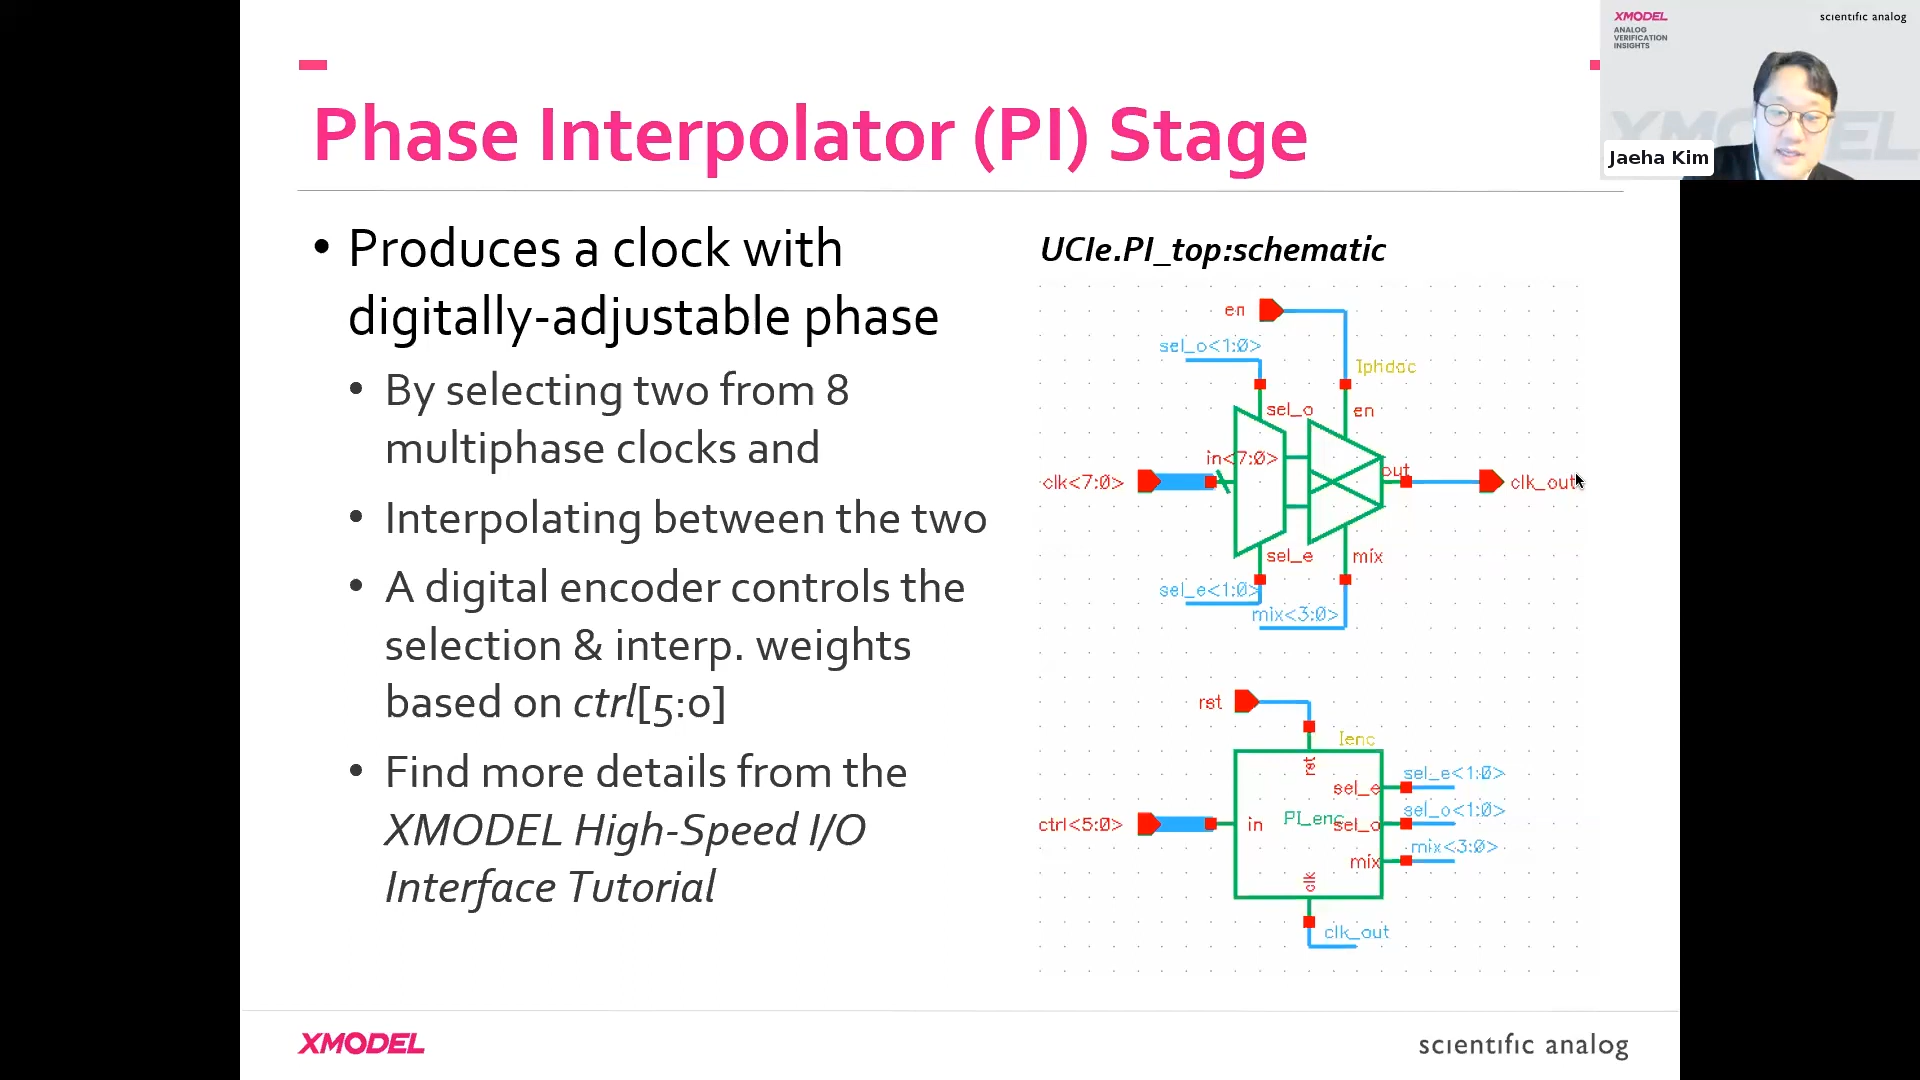 Phase Interpolator (PI) Stage
XMODEL
ANALOG
VERIFICATION
INSIGHTS
scientific analog
XMODEL
Jaeha Kim
• Produces a clock with
digitally-adjustable phase
• By selecting two from 8
multiphase clocks and
• Interpolating between the two
• A digital encoder controls the
selection & interp. weights
based on ctrl[5:0]
• Find more details from the
XMODEL High-Speed I/O
Interface Tutorial
UCIe.PI_top:schematic
en
sel_o<1:0>
Iphdac
sel_o
en
in<7:0>
clk<7:0>
out
clk_out
sel_e
mix
sel_e<1:0>
mix<3:0>
rst
Ienc
rst
sel_e
sel_e<1:0>
sel_o<1:0>
ctrl<5:0>
in
PI_enc
sel_o
mix<3:0>
mix
clk
clk_out
XMODEL
scientific analog